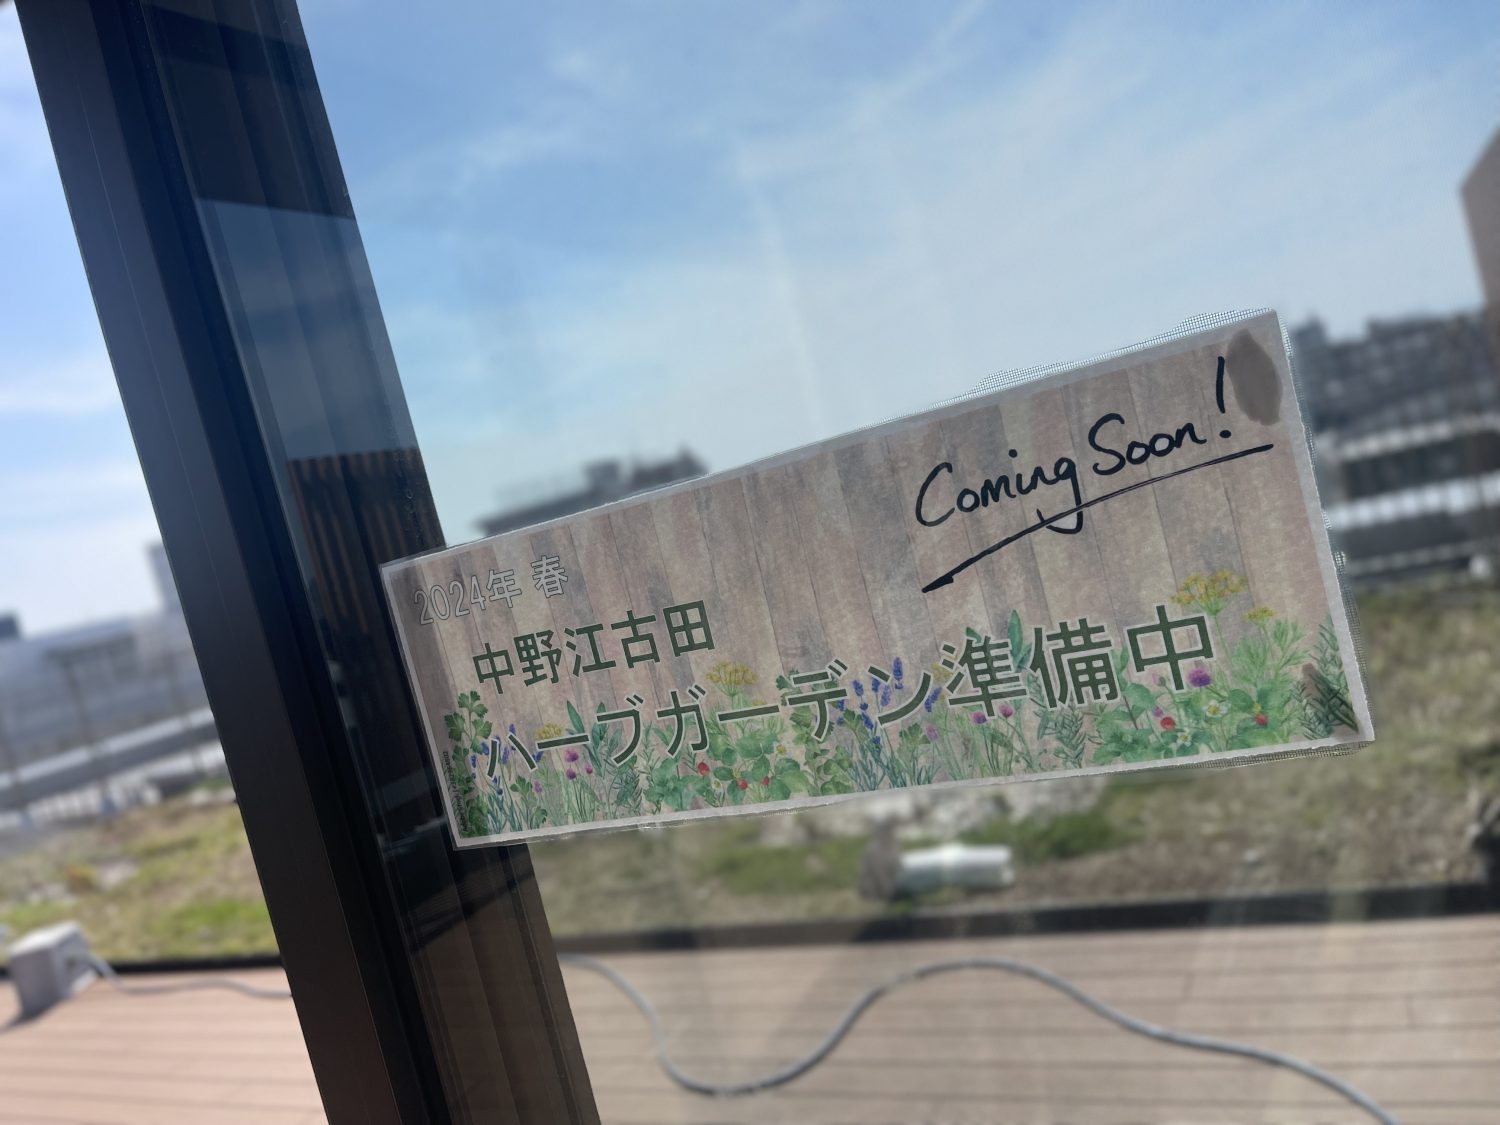 Coming Soon!
2024年 春
中野江古田
ハーブガーデン準備中